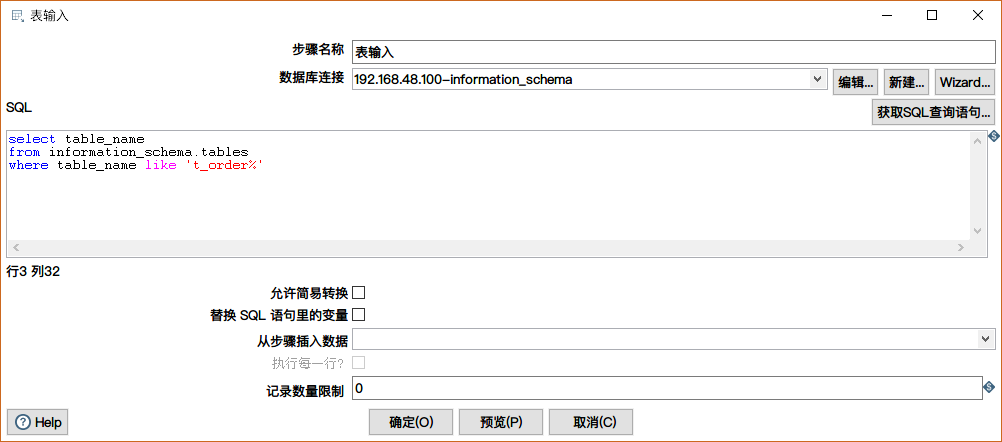 表输入
步骤名称 表输入
数据库连接 192.168.48.100-information_schema 编辑... 新建... Wizard...
SQL 获取SQL查询语句...
select table_name
from information_schema.tables
where table_name like 't_order%'
行3 列32
允许简易转换
替换 SQL 语句里的变量
从步骤插入数据
执行每一行?
记录数量限制 0
Help 确定(O) 预览(P) 取消(C)